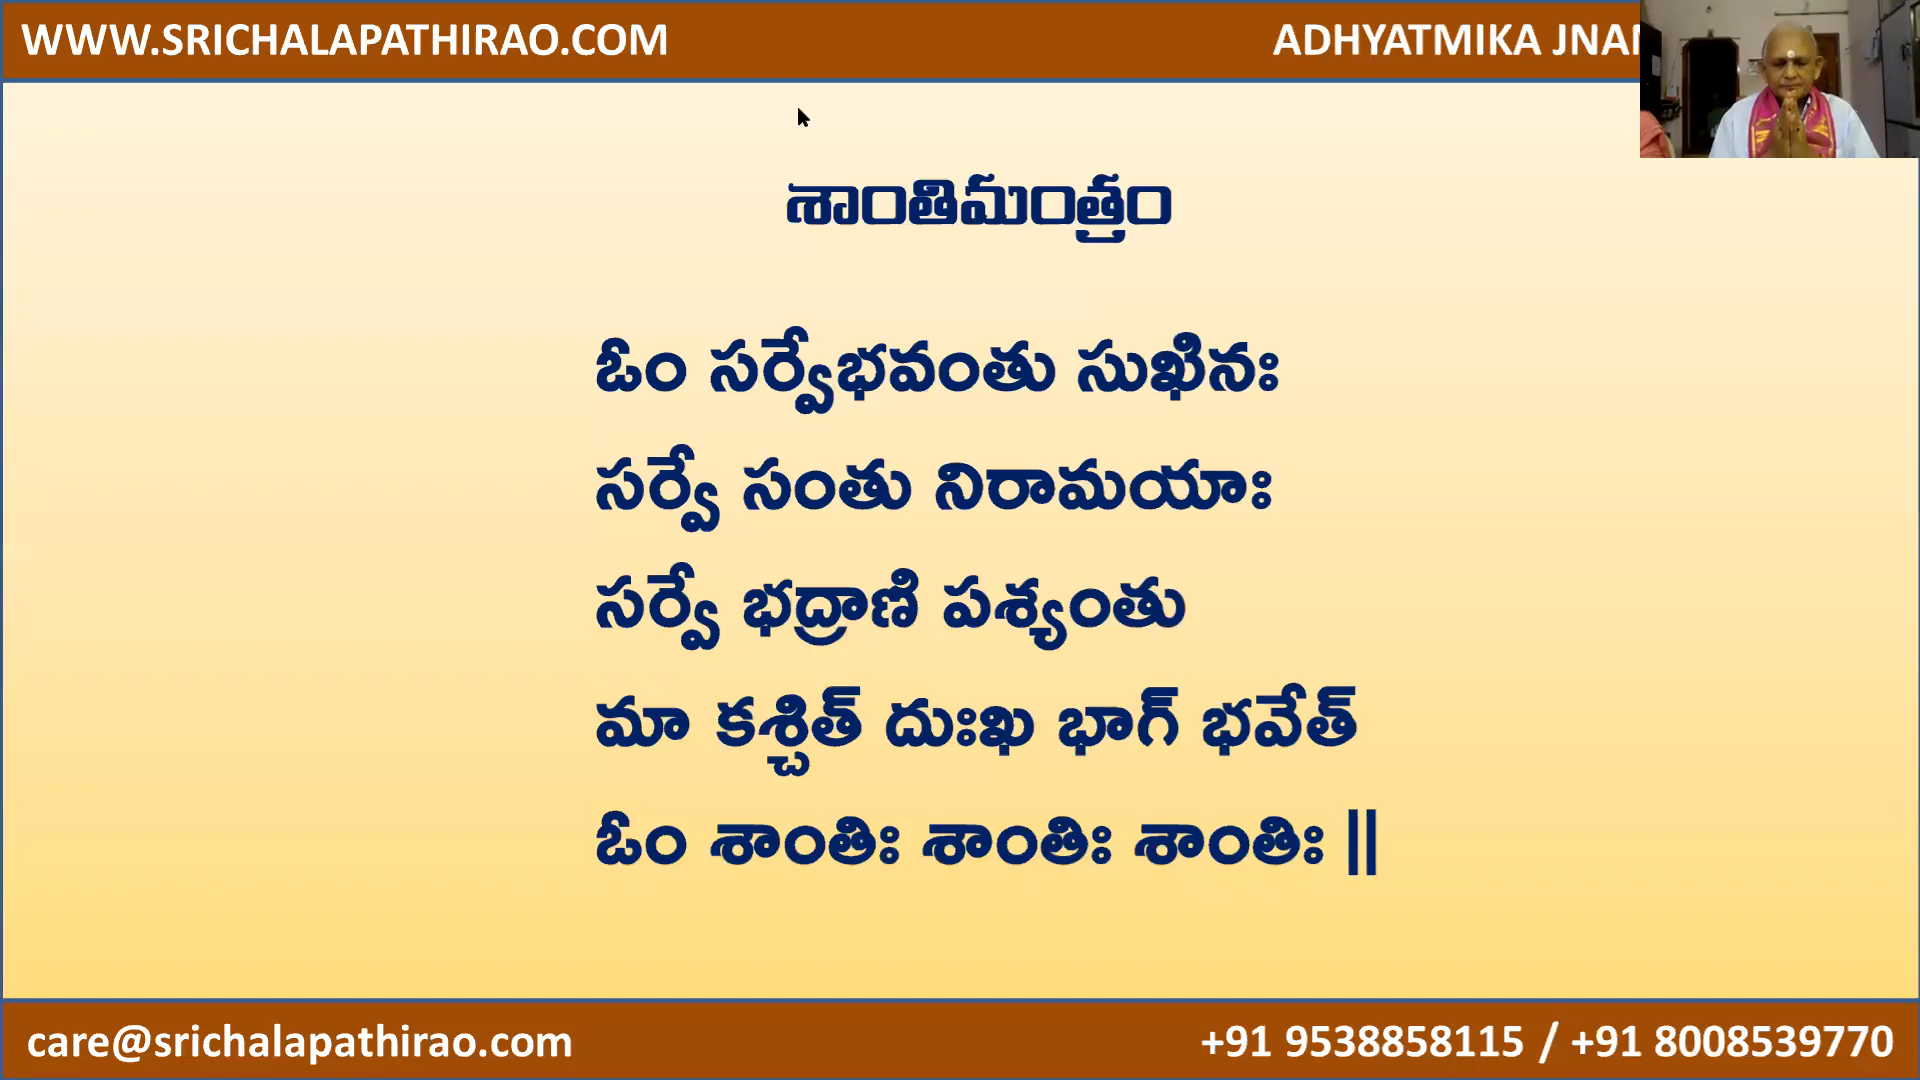 WWW.SRICHALAPATHIRAO.COM
ADHYATMIKA
శాంతిమంత్రం
ఓం సర్వేభవంతు సుఖినః
సర్వే సంతు నిరామయాః
సర్వే భద్రాణి పశ్యంతు
మా కశ్చిత్ దుఃఖ భాగ్ భవేత్
ఓం శాంతిః శాంతిః శాంతిః ||
care@srichalapathirao.com
+91 9538858115 / +91 8008539770